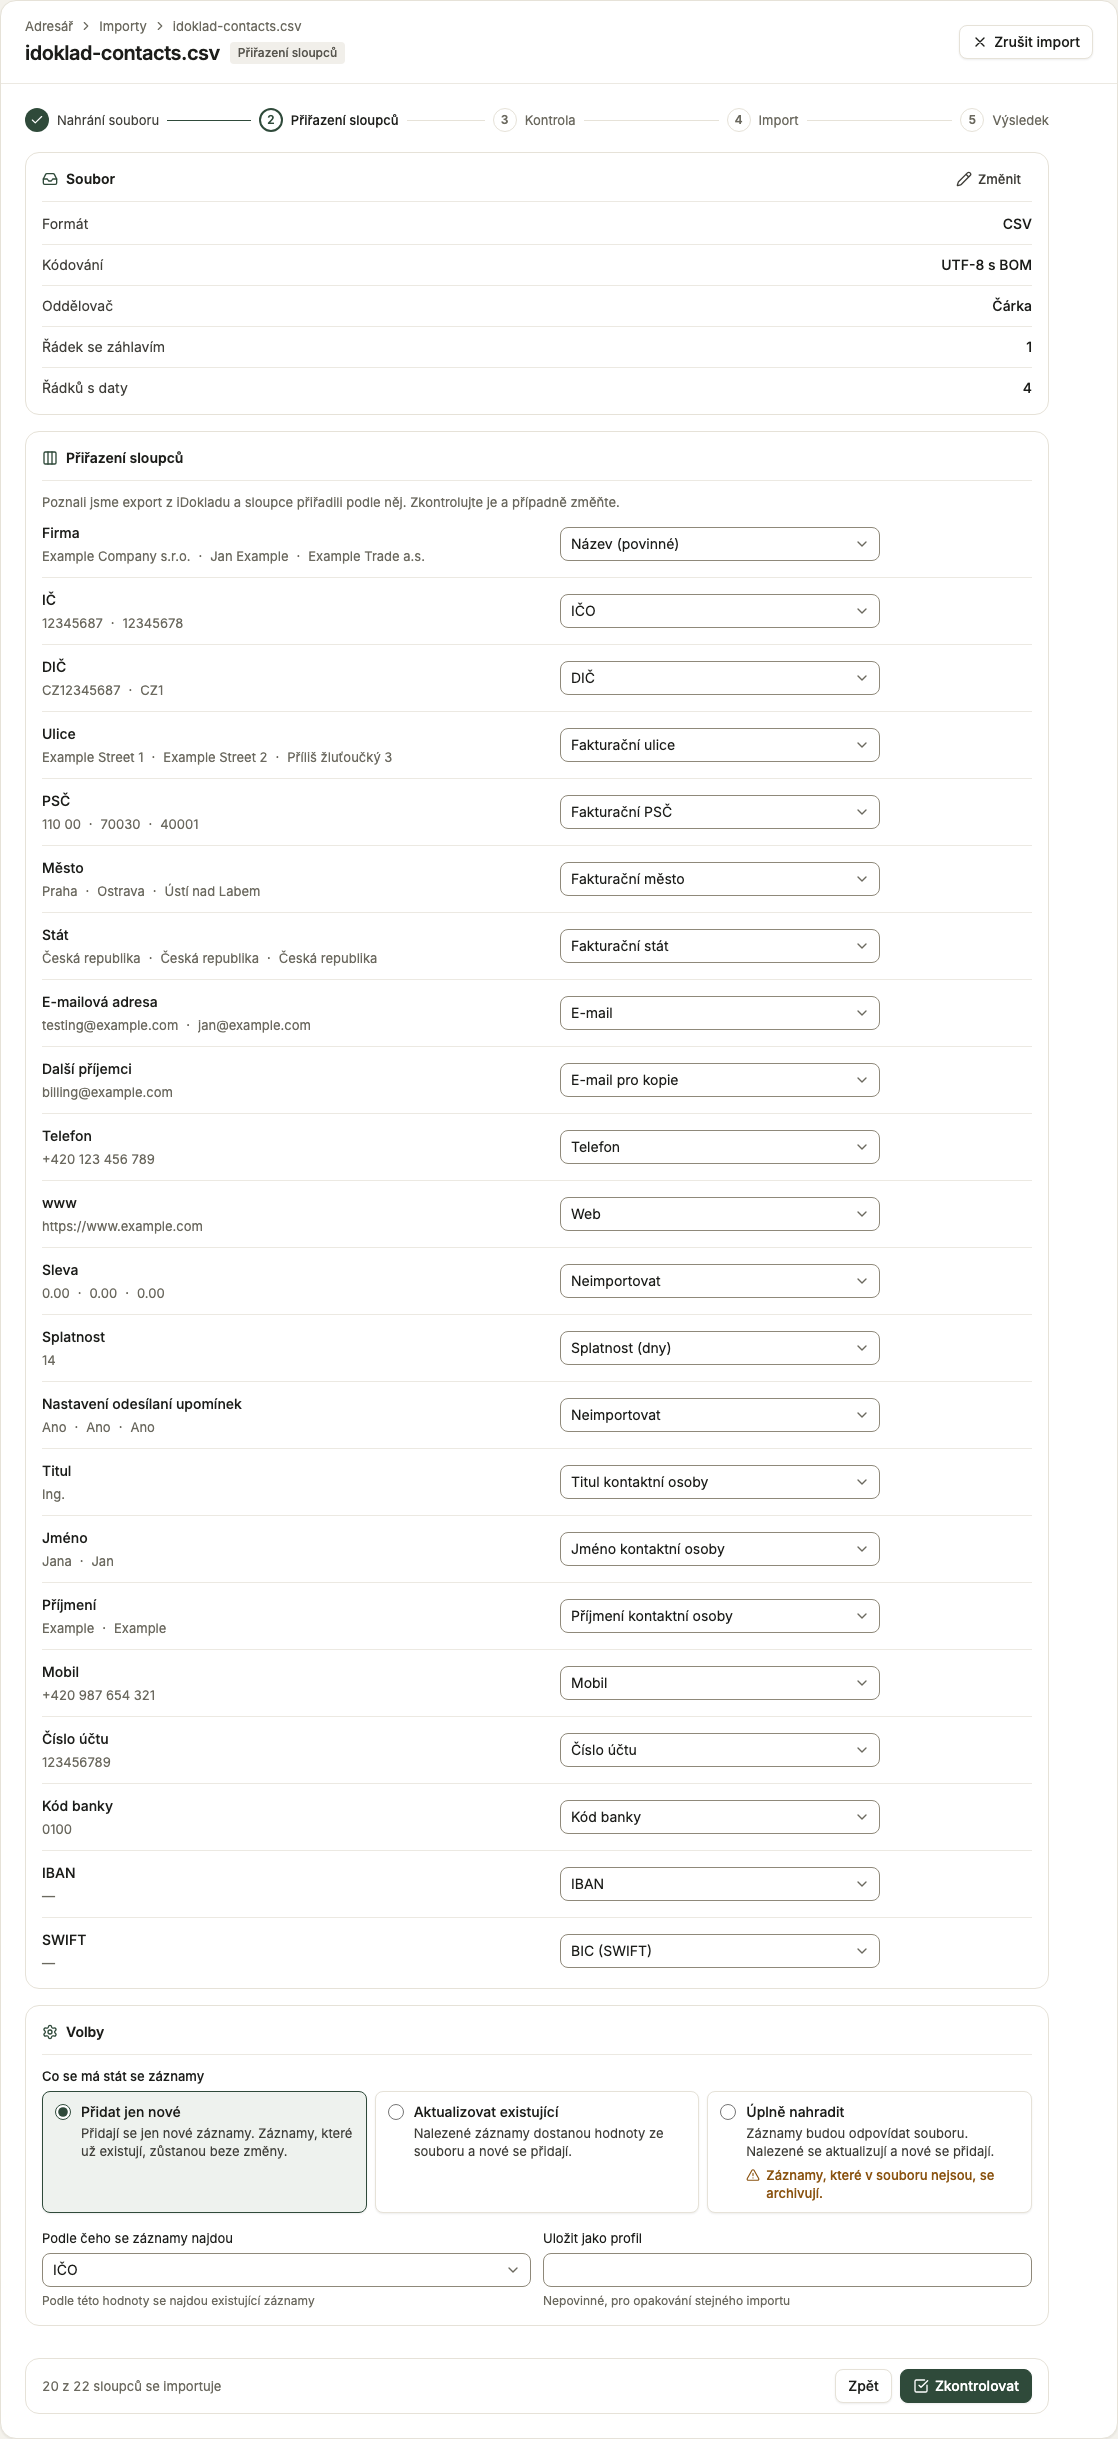 Adresář > Importy > idoklad-contacts.csv
idoklad-contacts.csv Přiřazení sloupců
Zrušit import
Nahrání souboru
2 Přiřazení sloupců
3 Kontrola
4 Import
5 Výsledek
Soubor
Změnit
Formát CSV
Kódování UTF-8 s BOM
Oddělovač Čárka
Řádek se záhlavím 1
Řádků s daty 4
Přiřazení sloupců
Poznali jsme export z iDokladu a sloupce přiřadili podle něj. Zkontrolujte je a případně změňte.
Firma
Example Company s.r.o. · Jan Example · Example Trade a.s.
Název (povinné)
IČ
12345687 · 12345678
IČO
DIČ
CZ12345687 · CZ1
DIČ
Ulice
Example Street 1 · Example Street 2 · Příliš žluťoučký 3
Fakturační ulice
PSČ
110 00 · 70030 · 40001
Fakturační PSČ
Město
Praha · Ostrava · Ústí nad Labem
Fakturační město
Stát
Česká republika · Česká republika · Česká republika
Fakturační stát
E-mailová adresa
testing@example.com · jan@example.com
E-mail
Další příjemci
billing@example.com
E-mail pro kopie
Telefon
+420 123 456 789
Telefon
www
https://www.example.com
Web
Sleva
0.00 · 0.00 · 0.00
Neimportovat
Splatnost
14
Splatnost (dny)
Nastavení odesílaní upomínek
Ano · Ano · Ano
Neimportovat
Titul
Ing.
Titul kontaktní osoby
Jméno
Jana · Jan
Jméno kontaktní osoby
Příjmení
Example · Example
Příjmení kontaktní osoby
Mobil
+420 987 654 321
Mobil
Číslo účtu
123456789
Číslo účtu
Kód banky
0100
Kód banky
IBAN
—
IBAN
SWIFT
—
BIC (SWIFT)
Volby
Co se má stát se záznamy
Přidat jen nové
Přidají se jen nové záznamy. Záznamy, které
už existují, zůstanou beze změny.
Aktualizovat existující
Nalezené záznamy dostanou hodnoty ze
souboru a nové se přidají.
Úplně nahradit
Záznamy budou odpovídat souboru.
Nalezené se aktualizují a nové se přidají.
Záznamy, které v souboru nejsou, se
archivují.
Podle čeho se záznamy najdou
IČO
Podle této hodnoty se najdou existující záznamy
Uložit jako profil
Nepovinné, pro opakování stejného importu
20 z 22 sloupců se importuje
Zpět
Zkontrolovat